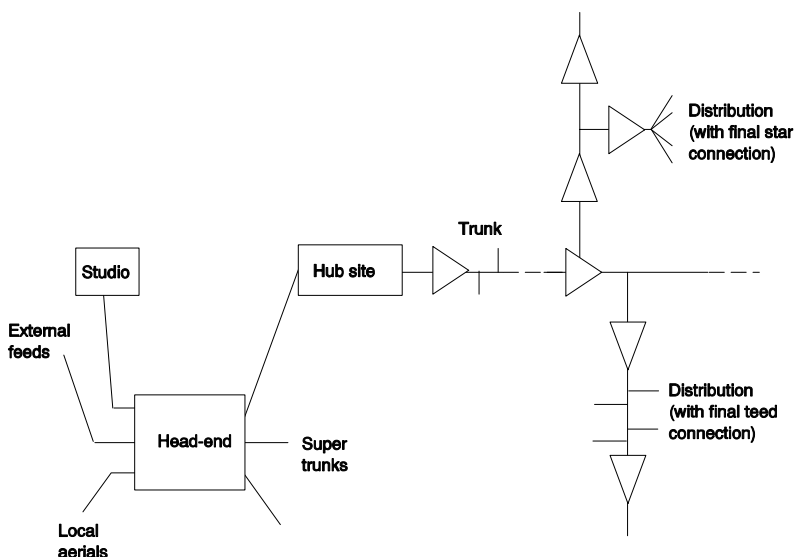 Distribution
(with final star
connection)
Trunk
Studio
Hub site
External
feeds
Distribution
(with final teed
connection)
Head-end
Super
trunks
Local
aerials